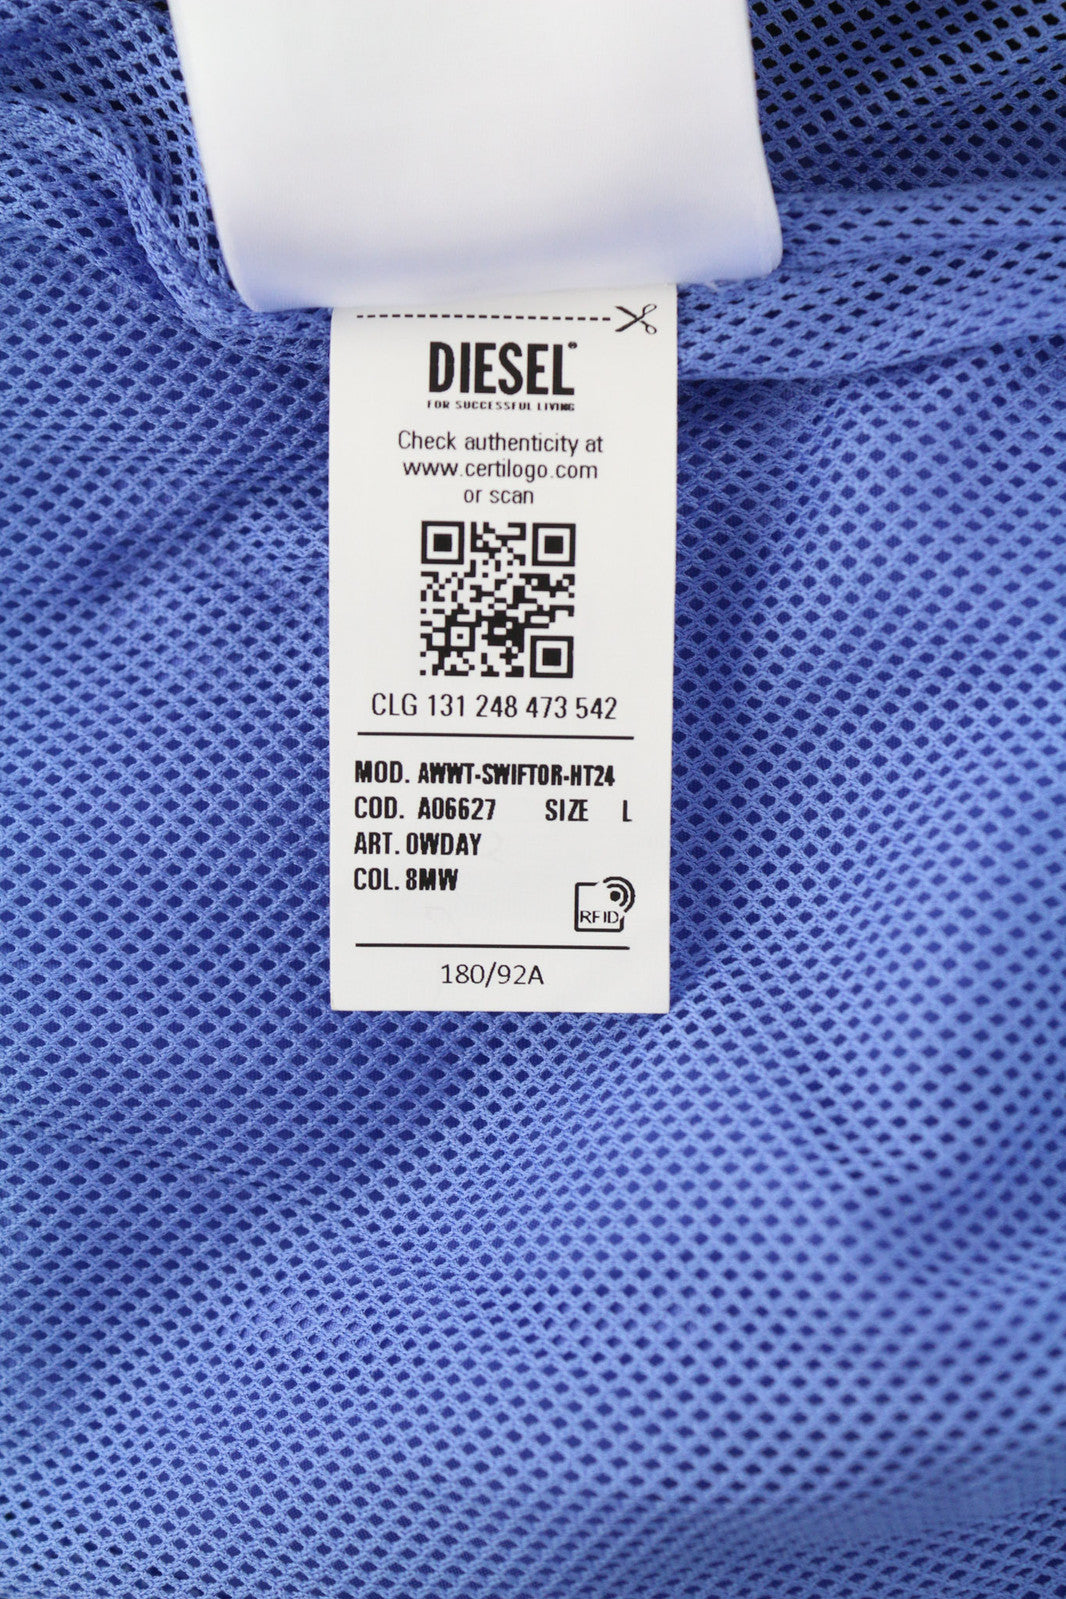 DIESEL®
FOR SUCCESSFUL LIVING
Check authenticity at
www.certilogo.com
or scan
CLG 131 248 473 542
MOD. AWWT-SWIFTOR-HT24
COD. A06627 SIZE L
ART. 0WDAY
COL. 8MW
RFID
180/92A